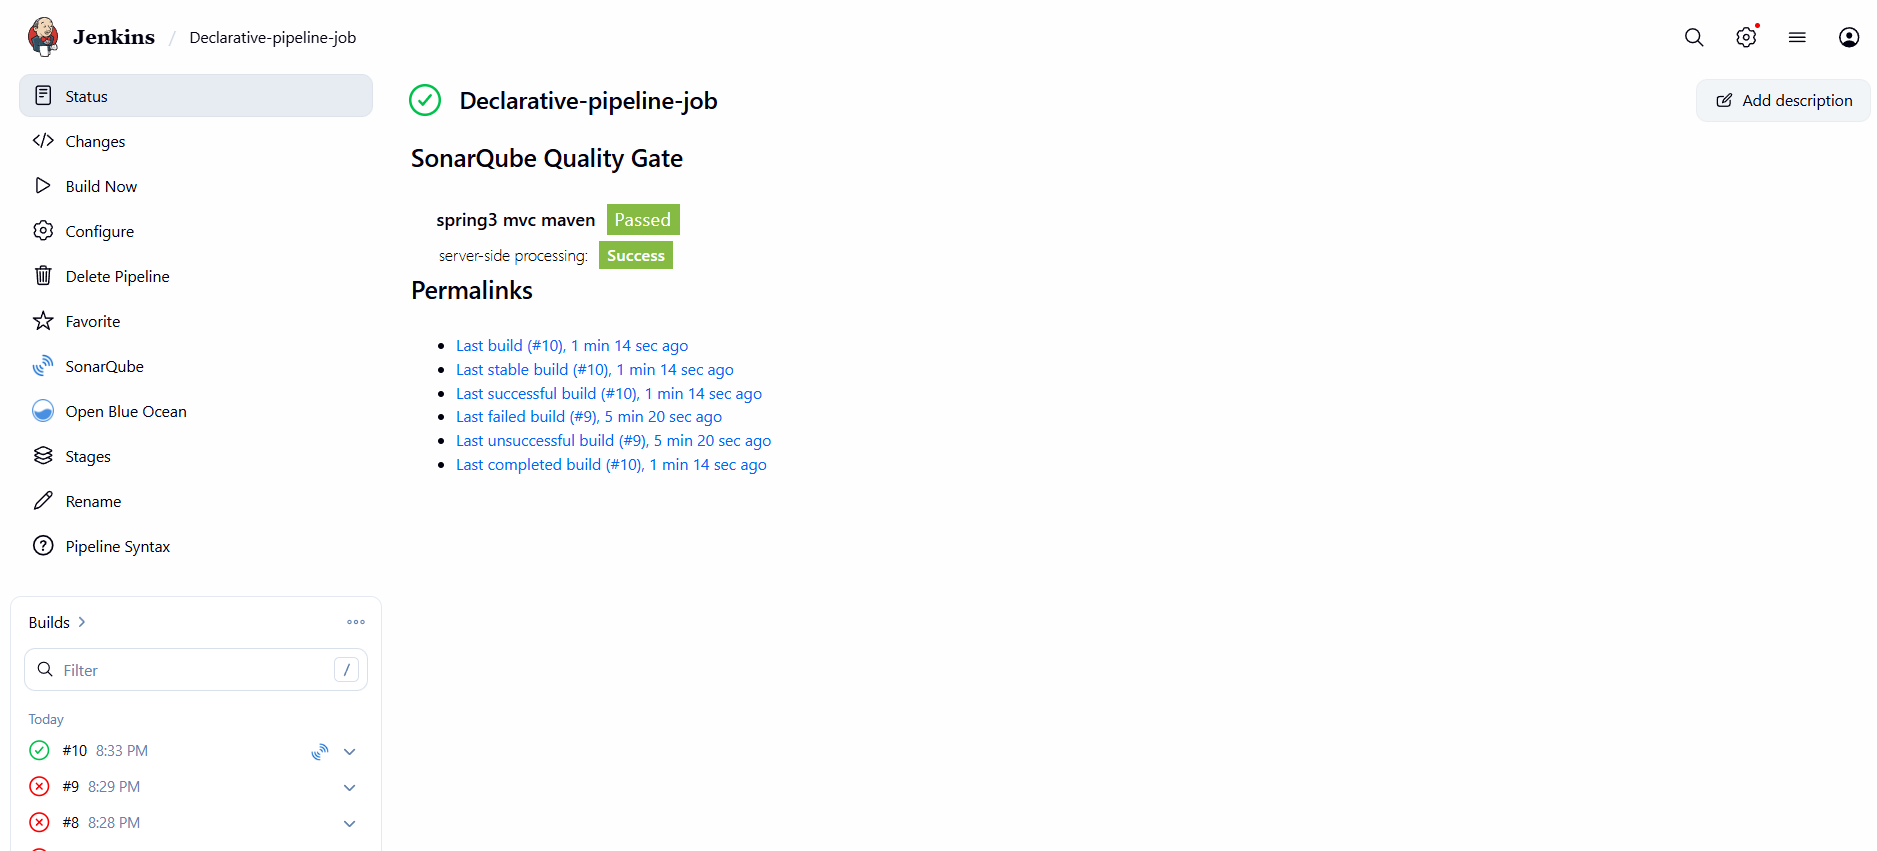 Jenkins / Declarative-pipeline-job
Status
Changes
Build Now
Configure
Delete Pipeline
Favorite
SonarQube
Open Blue Ocean
Stages
Rename
Pipeline Syntax
Builds
Filter /
Today
#10 8:33 PM
#9 8:29 PM
#8 8:28 PM
Declarative-pipeline-job
Add description
SonarQube Quality Gate
spring3 mvc maven Passed
server-side processing: Success
Permalinks
Last build (#10), 1 min 14 sec ago
Last stable build (#10), 1 min 14 sec ago
Last successful build (#10), 1 min 14 sec ago
Last failed build (#9), 5 min 20 sec ago
Last unsuccessful build (#9), 5 min 20 sec ago
Last completed build (#10), 1 min 14 sec ago